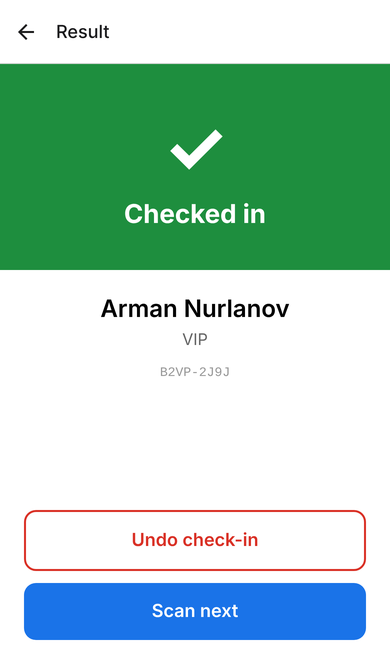 Result
Checked in
Arman Nurlanov
VIP
B2VP-2J9J
Undo check-in
Scan next